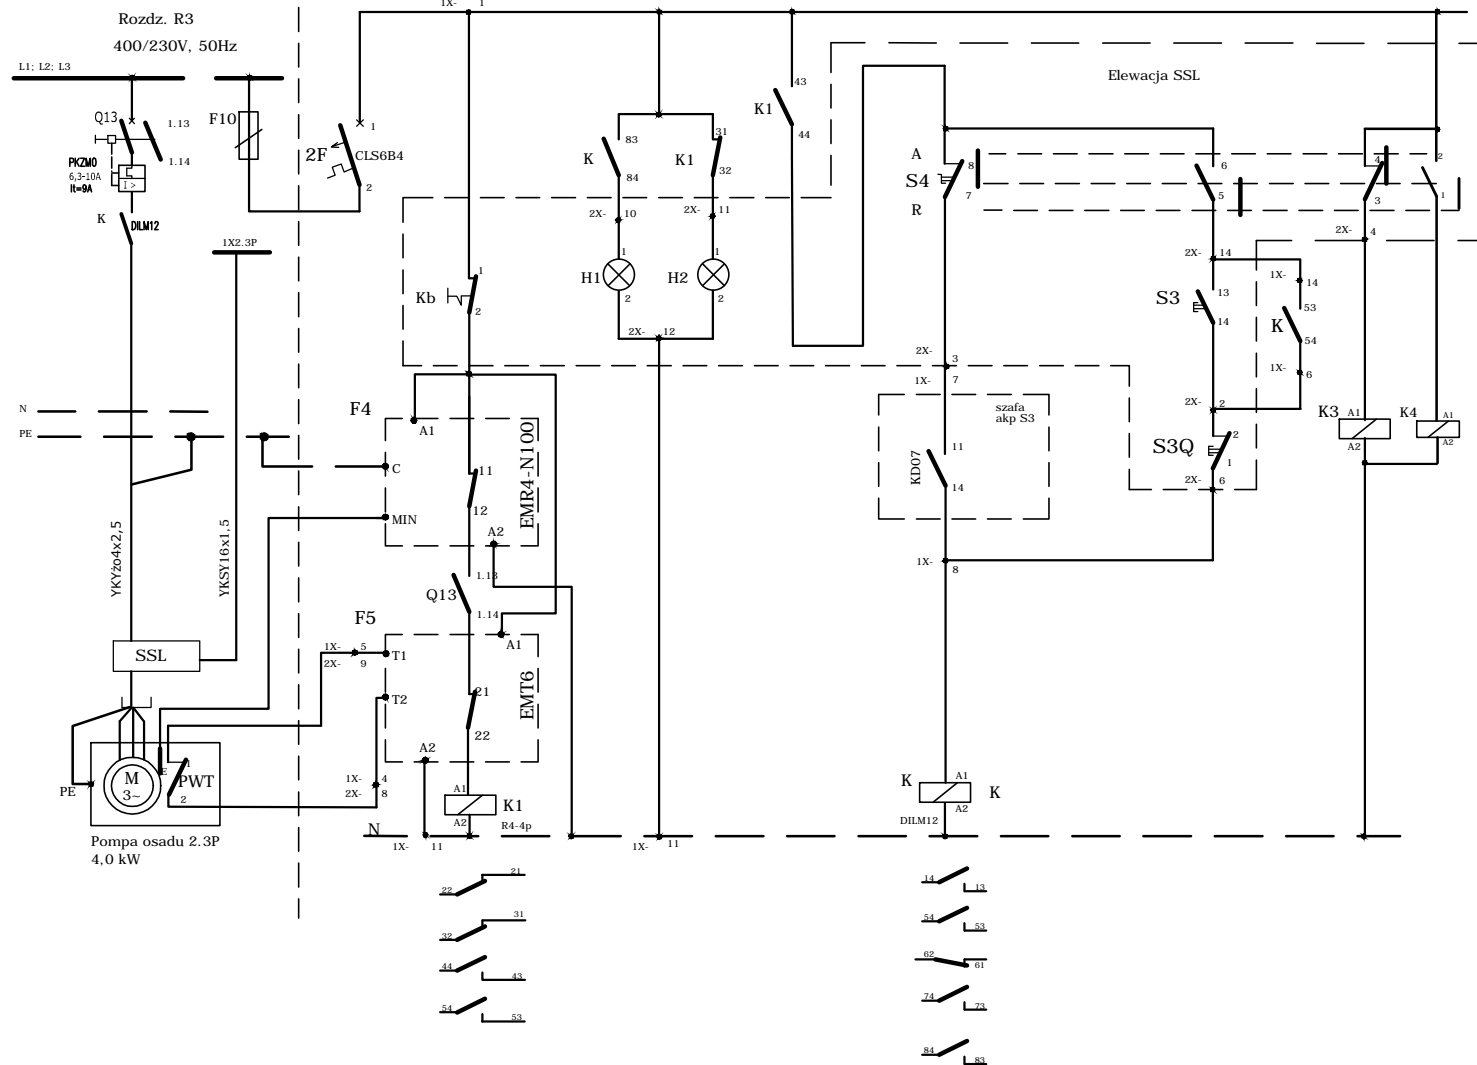 Rozdz. R3
400/230V, 50Hz
L1; L2; L3
Q13
1.13
1.14
PKZM0
6,3-10A
It=9A
I >
K
DILM12
F10
2F
1
CLS6B4
2
1X2.3P
N
PE
YKYżo4x2,5
YKSY16x1,5
SSL
PE
M
3~
E
1
PWT
2
Pompa osadu 2.3P
4,0 kW
1X-
1
Kb
1
2
F4
A1
C
MIN
11
12
A2
EMR4-N100
Q13
1.13
1.14
F5
A1
1X-
5
2X-
9
T1
T2
21
22
EMT6
A2
1X-
4
2X-
8
A1
K1
A2
R4-4p
N
1X-
11
K
83
84
2X-
10
H1
1
2
K1
31
32
2X-
11
H2
1
2
2X-
12
1X-
11
K1
43
44
Elewacja SSL
A
S4
R
8
7
2X-
3
1X-
7
szafa
akp S3
KD07
11
14
1X-
8
K
A1
A2
K
DILM12
6
5
2X-
14
S3
13
14
1X-
14
K
53
54
1X-
6
2X-
2
S3Q
2
1
2X-
6
4
3
2X-
4
2
1
K3
A1
A2
K4
A1
A2
22
21
32
31
44
43
54
53
14
13
54
53
62
61
74
73
84
83